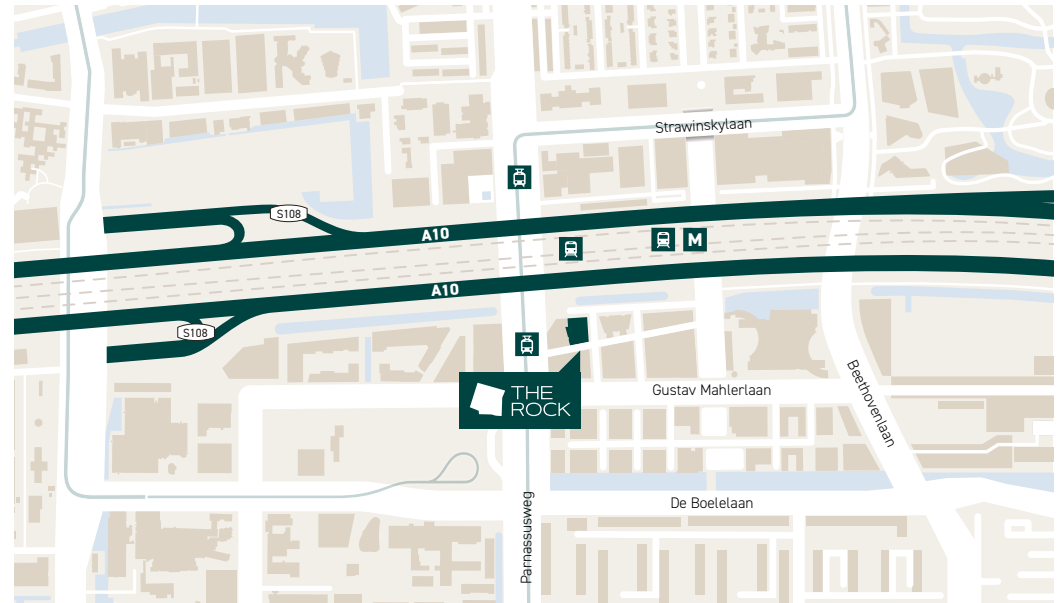 Strawinskylaan
S108
A10
M
A10
S108
THE
ROCK
Gustav Mahlerlaan
Beethovenlaan
De Boelelaan
Parnassusweg